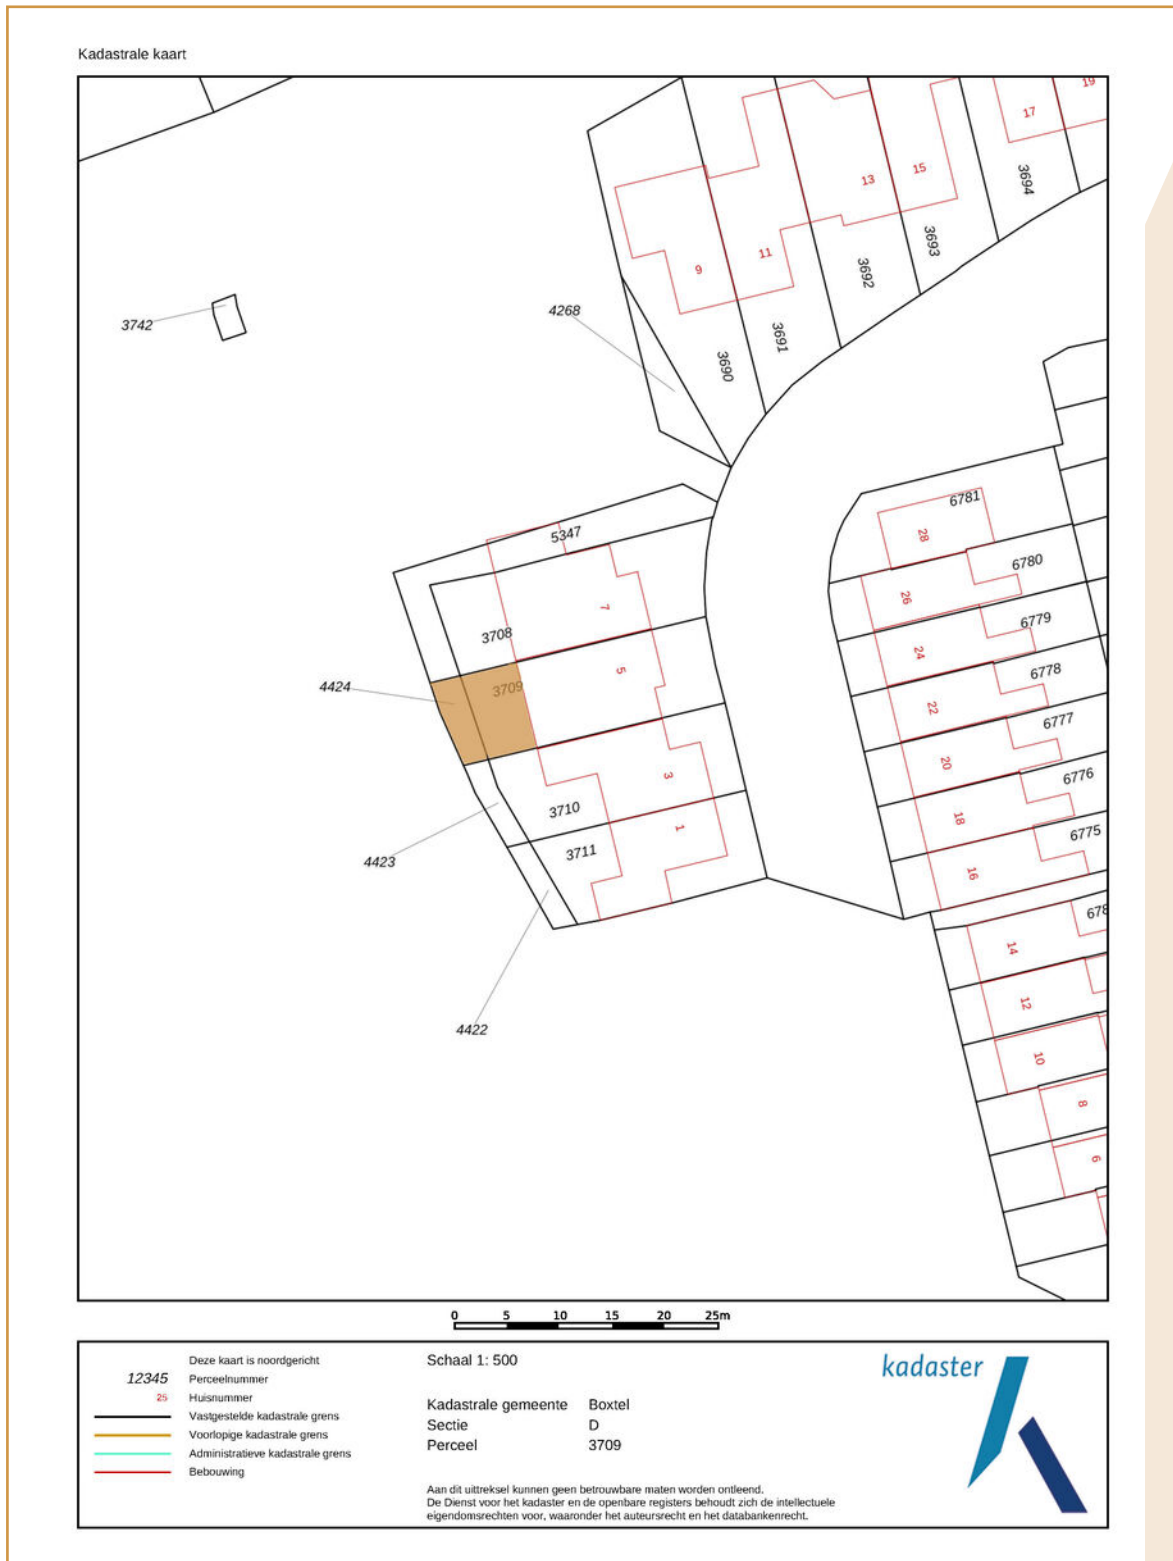 Kadastrale kaart
19
17
15
13
3694
3693
11
9
3692
4268
3742
3691
3690
6781
5347
28
6780
26
7
3708
6779
24
5
3709
4424
6778
22
6777
3
20
6776
3710
18
1
6775
3711
4423
16
678
14
12
4422
10
8
6
0 5 10 15 20 25m
Deze kaart is noordgericht
12345 Perceelnummer
25 Huisnummer
Vastgestelde kadastrale grens
Voorlopige kadastrale grens
Administratieve kadastrale grens
Bebouwing
Schaal 1: 500
Kadastrale gemeente Boxtel
Sectie D
Perceel 3709
Aan dit uittreksel kunnen geen betrouwbare maten worden ontleend.
De Dienst voor het kadaster en de openbare registers behoudt zich de intellectuele
eigendomsrechten voor, waaronder het auteursrecht en het databankenrecht.
kadaster